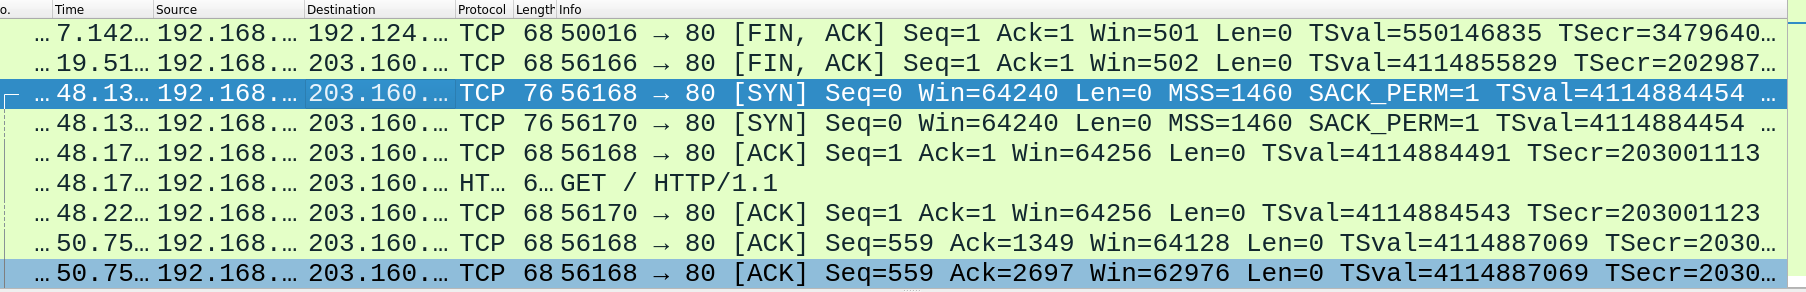 o. Time Source Destination Protocol Length Info
… 7.142… 192.168.… 192.124.… TCP 68 50016 → 80 [FIN, ACK] Seq=1 Ack=1 Win=501 Len=0 TSval=550146835 TSecr=3479640…
… 19.51… 192.168.… 203.160.… TCP 68 56166 → 80 [FIN, ACK] Seq=1 Ack=1 Win=502 Len=0 TSval=4114855829 TSecr=202987…
… 48.13… 192.168.… 203.160.… TCP 76 56168 → 80 [SYN] Seq=0 Win=64240 Len=0 MSS=1460 SACK_PERM=1 TSval=4114884454 …
… 48.13… 192.168.… 203.160.… TCP 76 56170 → 80 [SYN] Seq=0 Win=64240 Len=0 MSS=1460 SACK_PERM=1 TSval=4114884454 …
… 48.17… 192.168.… 203.160.… TCP 68 56168 → 80 [ACK] Seq=1 Ack=1 Win=64256 Len=0 TSval=4114884491 TSecr=203001113
… 48.17… 192.168.… 203.160.… HT… 6… GET / HTTP/1.1
… 48.22… 192.168.… 203.160.… TCP 68 56170 → 80 [ACK] Seq=1 Ack=1 Win=64256 Len=0 TSval=4114884543 TSecr=203001123
… 50.75… 192.168.… 203.160.… TCP 68 56168 → 80 [ACK] Seq=559 Ack=1349 Win=64128 Len=0 TSval=4114887069 TSecr=2030…
… 50.75… 192.168.… 203.160.… TCP 68 56168 → 80 [ACK] Seq=559 Ack=2697 Win=62976 Len=0 TSval=4114887069 TSecr=2030…